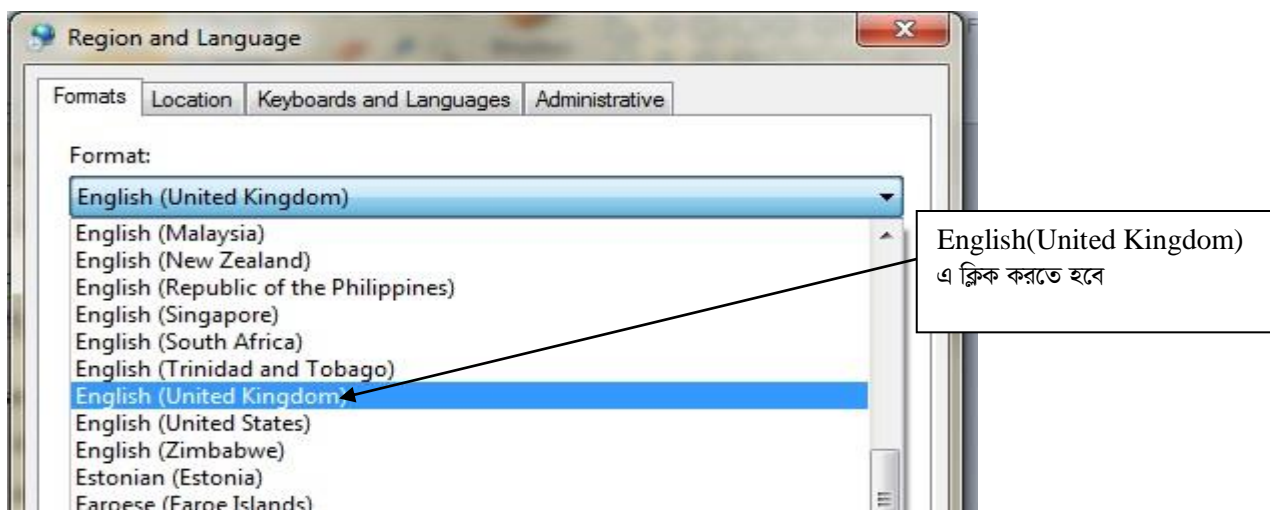 Region and Language
Formats Location Keyboards and Languages Administrative
Format:
English (United Kingdom)
English (Malaysia)
English (New Zealand)
English (Republic of the Philippines)
English (Singapore)
English (South Africa)
English (Trinidad and Tobago)
English (United Kingdom)
English (United States)
English (Zimbabwe)
Estonian (Estonia)
Faroese (Faroe Islands)
English(United Kingdom)
এ ক্লিক করতে হবে